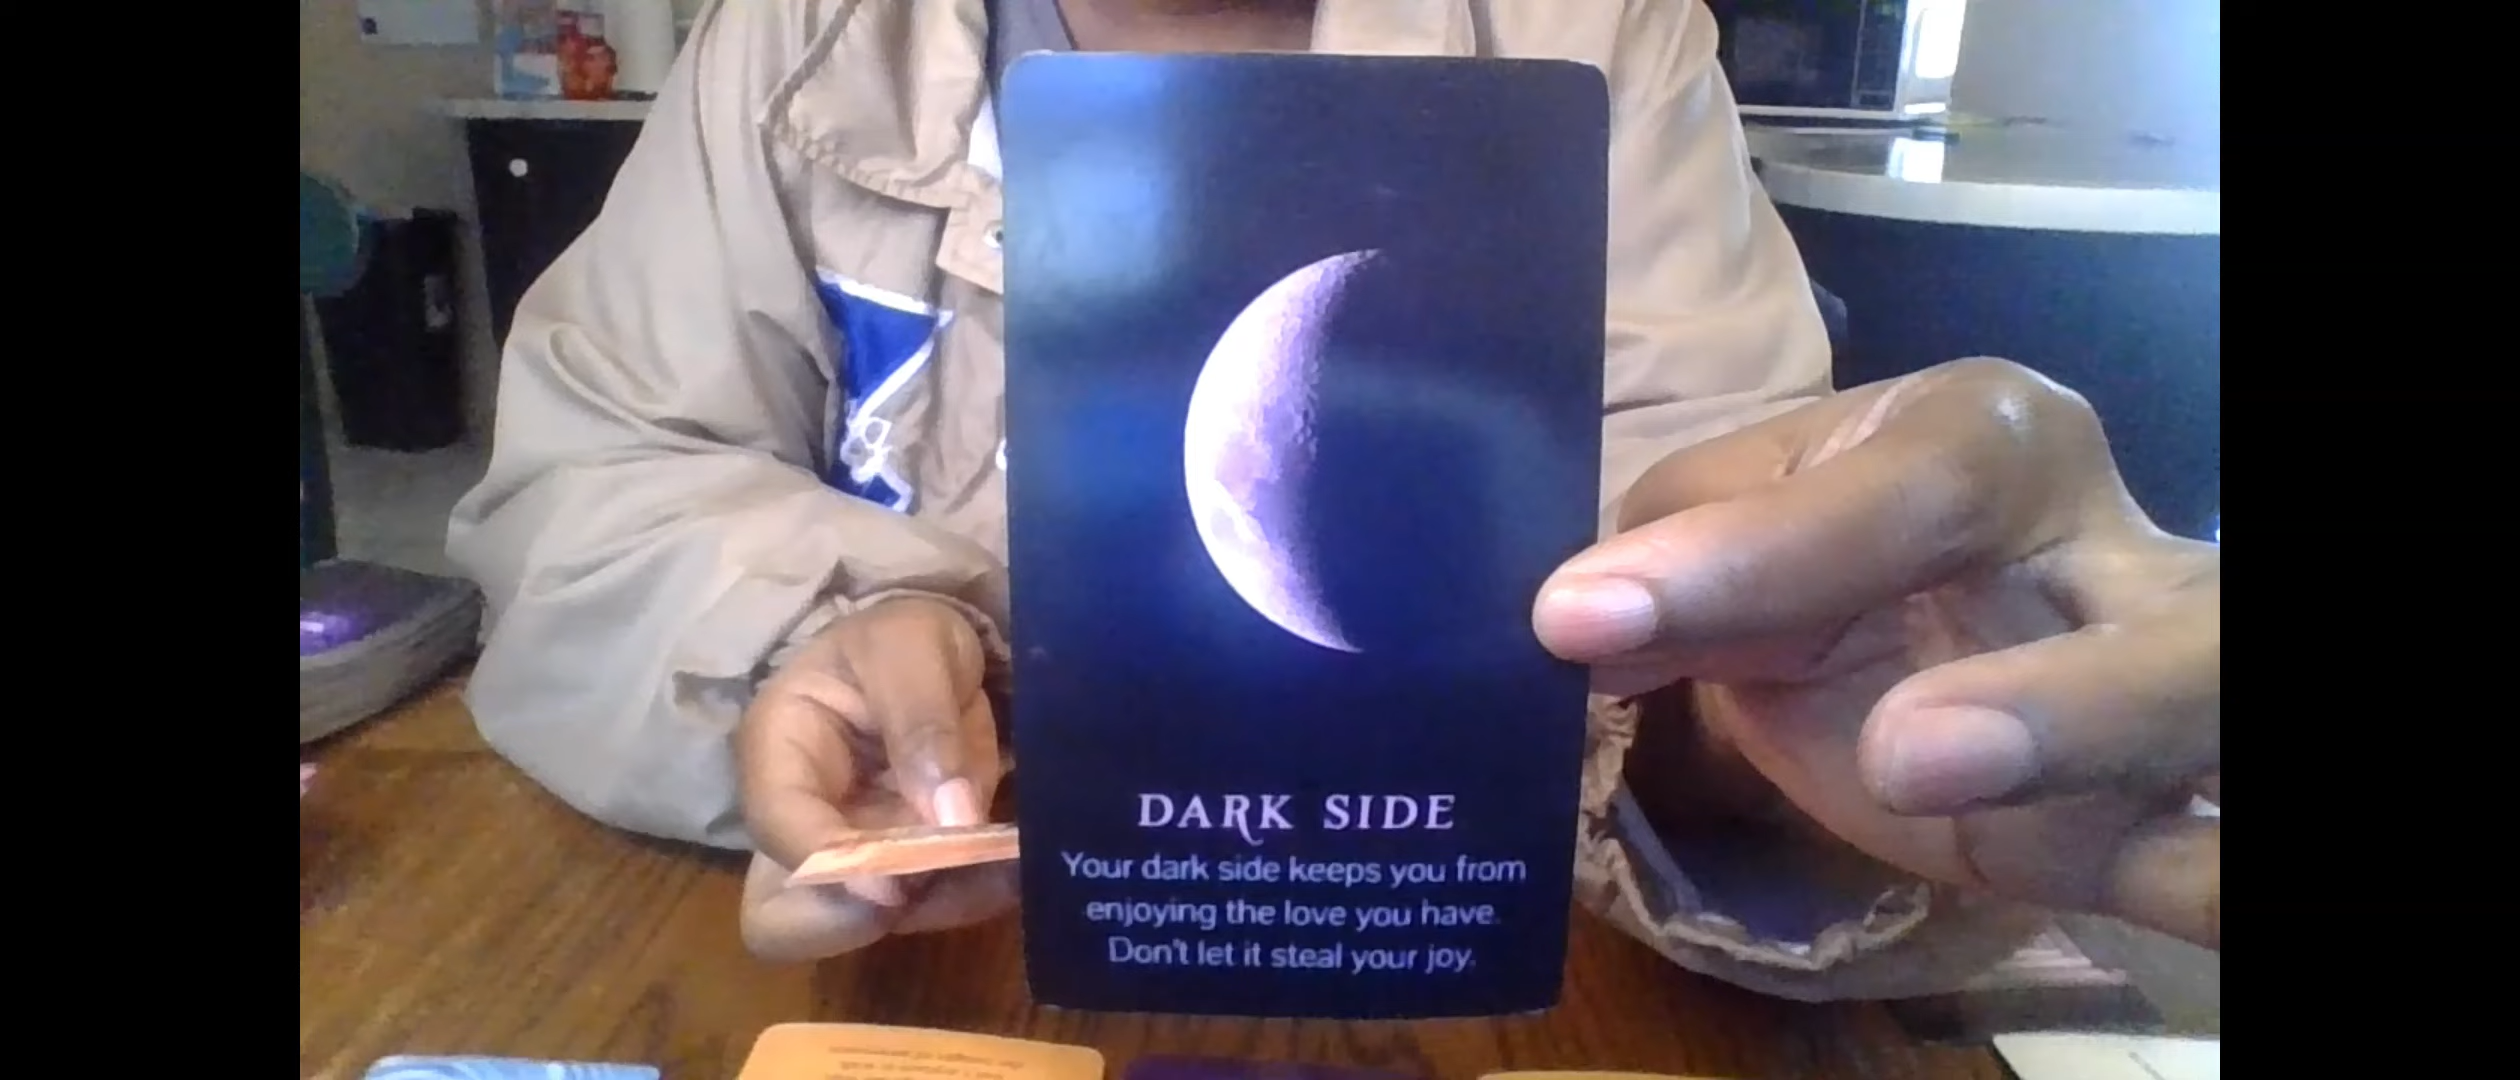 DARK SIDE
Your dark side keeps you from
enjoying the love you have.
Don't let it steal your joy.